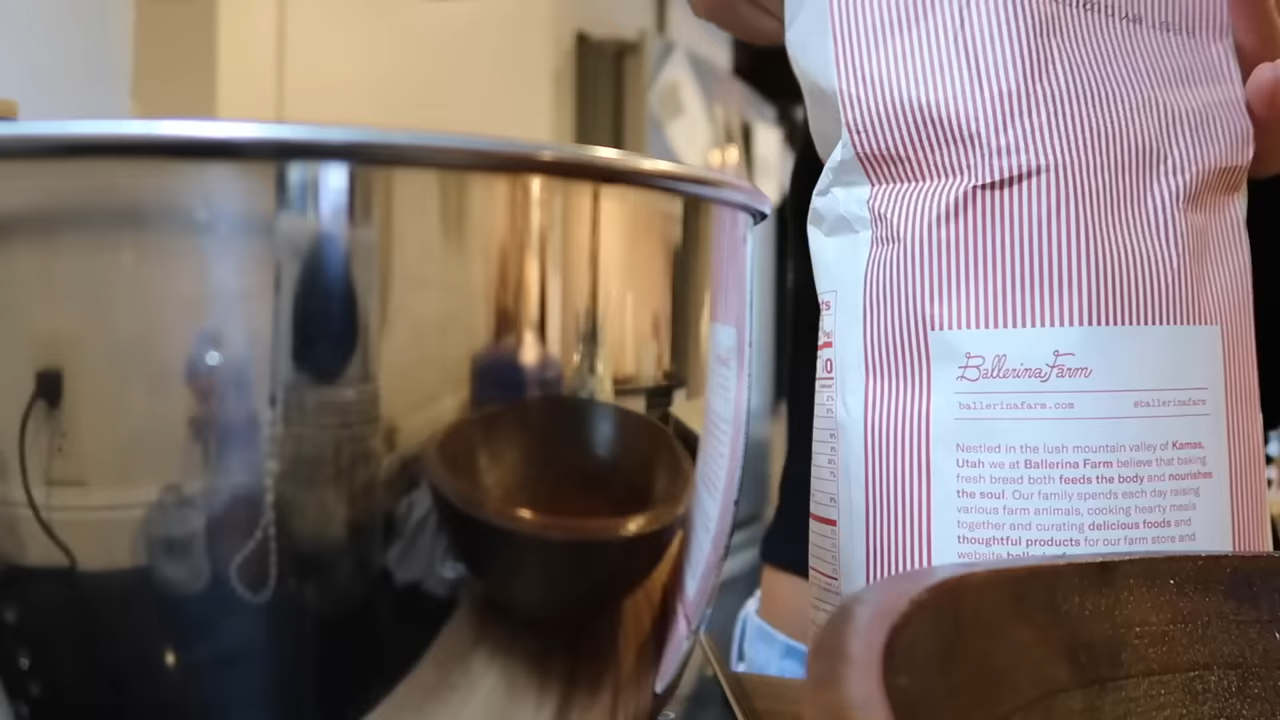 Ballerina Farm
ballerinafarm.com @ballerinafarm
Nestled in the lush mountain valley of Kamas,
Utah we at Ballerina Farm believe that baking
fresh bread both feeds the body and nourishes
the soul. Our family spends each day raising
various farm animals, cooking hearty meals
together and curating delicious foods and
thoughtful products for our farm store and
website